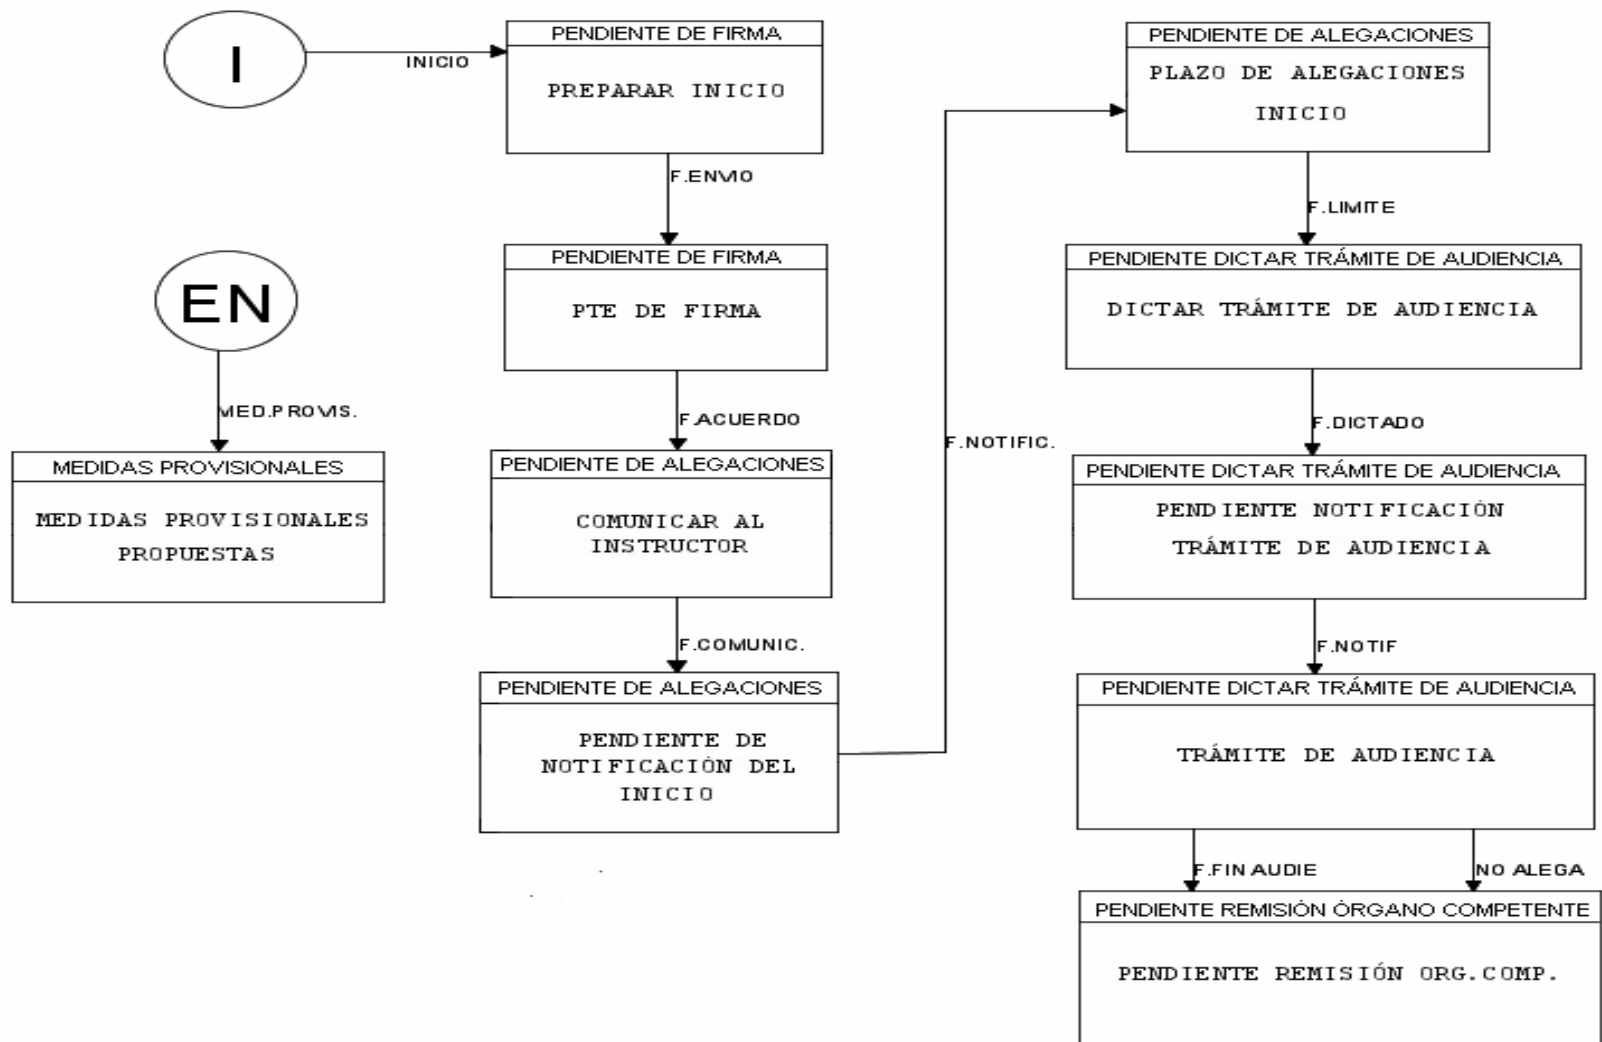 I
INICIO
PENDIENTE DE FIRMA
PREPARAR INICIO
F.ENVIO
PENDIENTE DE FIRMA
PTE DE FIRMA
F.ACUERDO
PENDIENTE DE ALEGACIONES
COMUNICAR AL
INSTRUCTOR
F.COMUNIC.
PENDIENTE DE ALEGACIONES
PENDIENTE DE
NOTIFICACIÓN DEL
INICIO
EN
MED.PROVIS.
MEDIDAS PROVISIONALES
MEDIDAS PROVISIONALES
PROPUESTAS
F.NOTIFIC.
PENDIENTE DE ALEGACIONES
PLAZO DE ALEGACIONES
INICIO
F.LIMITE
PENDIENTE DICTAR TRÁMITE DE AUDIENCIA
DICTAR TRÁMITE DE AUDIENCIA
F.DICTADO
PENDIENTE DICTAR TRÁMITE DE AUDIENCIA
PENDIENTE NOTIFICACIÓN
TRÁMITE DE AUDIENCIA
F.NOTIF
PENDIENTE DICTAR TRÁMITE DE AUDIENCIA
TRÁMITE DE AUDIENCIA
F.FIN AUDIE
NO ALEGA
PENDIENTE REMISIÓN ÓRGANO COMPETENTE
PENDIENTE REMISIÓN ORG.COMP.